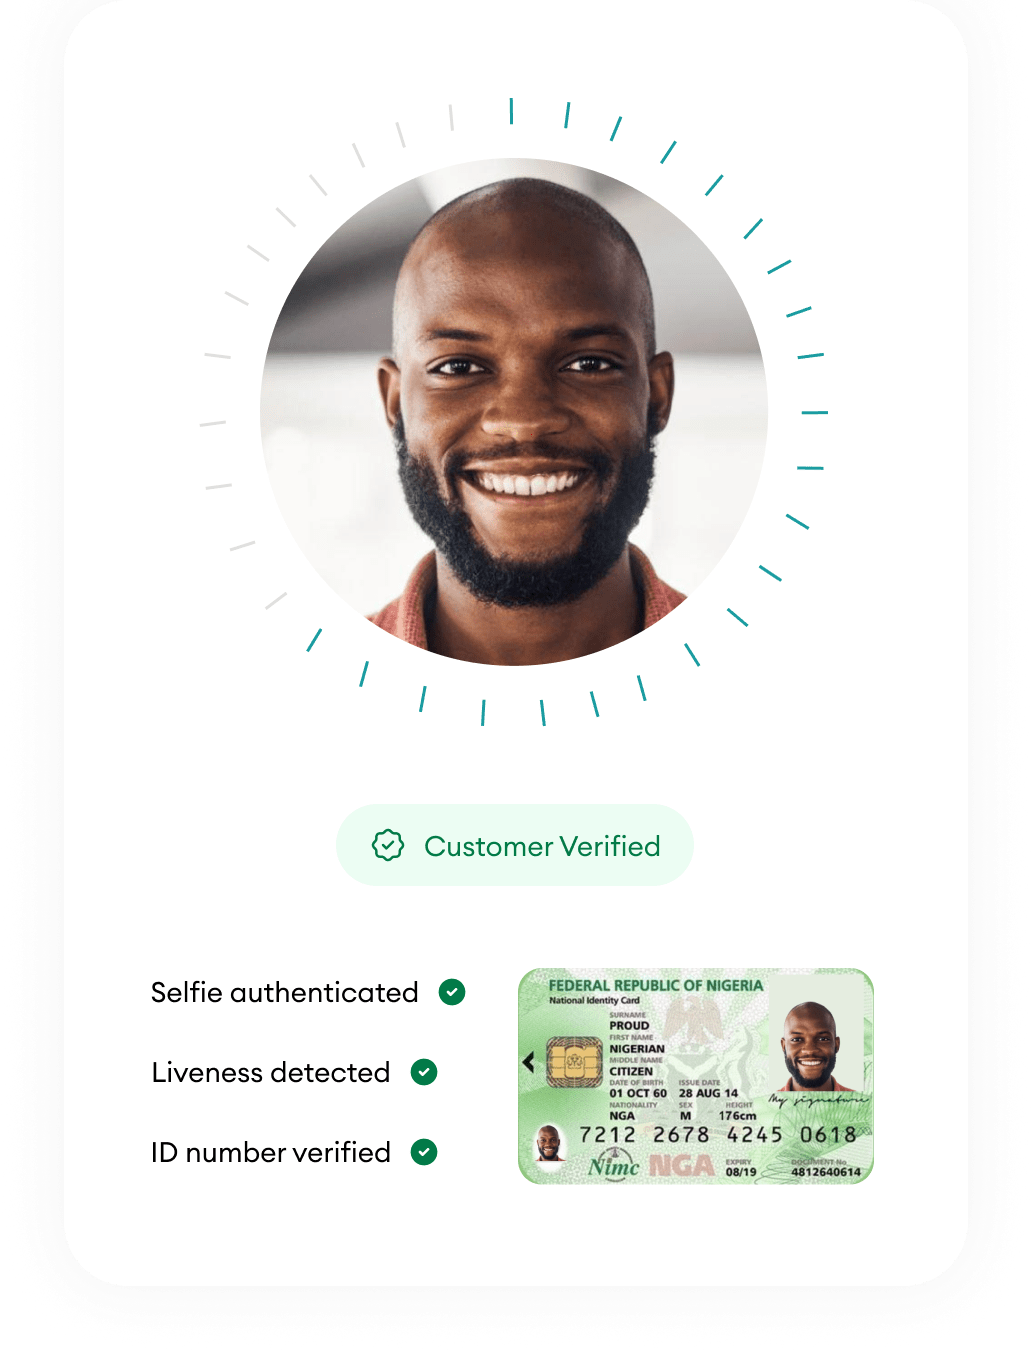 Customer Verified
Selfie authenticated
Liveness detected
ID number verified
FEDERAL REPUBLIC OF NIGERIA
National Identity Card
SURNAME
PROUD
FIRST NAME
NIGERIAN
MIDDLE NAME
CITIZEN
DATE OF BIRTH ISSUE DATE
01 OCT 60 28 AUG 14
NATIONALITY SEX HEIGHT
NGA M 176cm
My signature
7212 2678 4245 0618
Nimc NGA
EXPIRY DOCUMENT No
08/19 4812640614